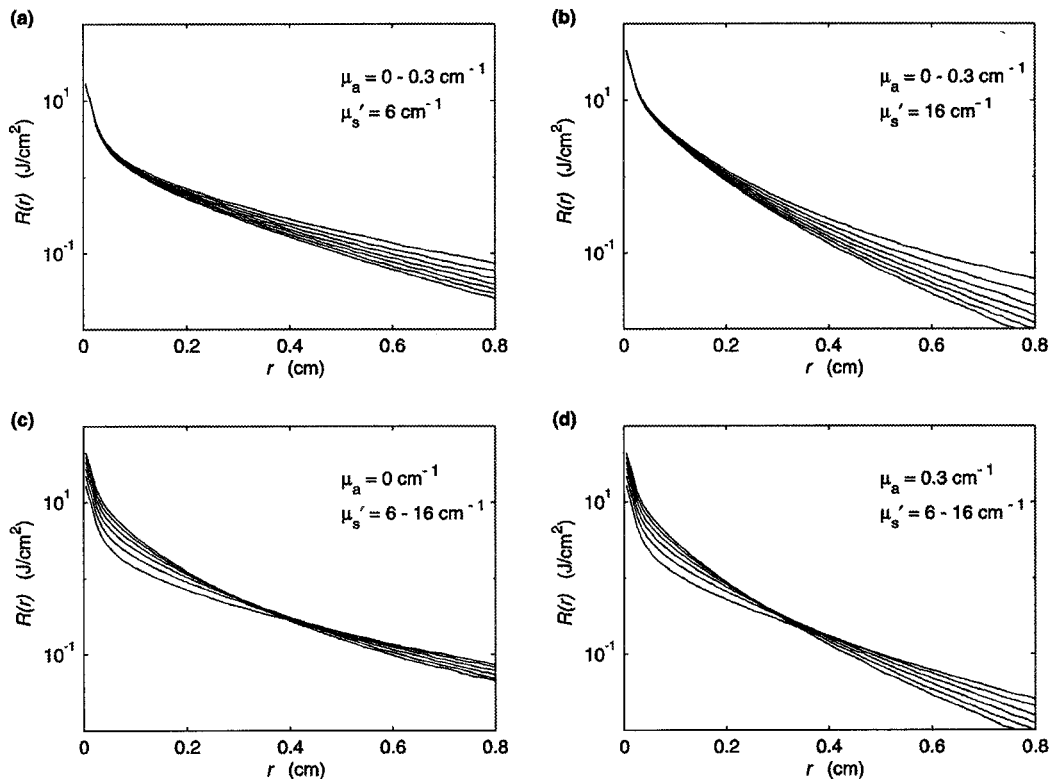 (a)
μa = 0 - 0.3 cm⁻¹
μs′ = 6 cm⁻¹
R(r) (J/cm²)
10¹
10⁻¹
0 0.2 0.4 0.6 0.8
r (cm)
(b)
μa = 0 - 0.3 cm⁻¹
μs′ = 16 cm⁻¹
R(r) (J/cm²)
10¹
10⁻¹
0 0.2 0.4 0.6 0.8
r (cm)
(c)
μa = 0 cm⁻¹
μs′ = 6 - 16 cm⁻¹
R(r) (J/cm²)
10¹
10⁻¹
0 0.2 0.4 0.6 0.8
r (cm)
(d)
μa = 0.3 cm⁻¹
μs′ = 6 - 16 cm⁻¹
R(r) (J/cm²)
10¹
10⁻¹
0 0.2 0.4 0.6 0.8
r (cm)